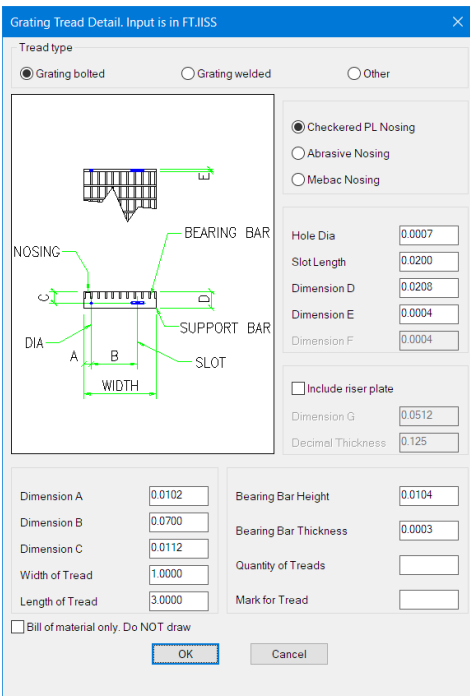 Grating Tread Detail. Input is in FT.IISS
Tread type
Grating bolted
Grating welded
Other
E
NOSING
BEARING BAR
C
D
SUPPORT BAR
DIA
A
B
SLOT
WIDTH
Checkered PL Nosing
Abrasive Nosing
Mebac Nosing
Hole Dia 0.0007
Slot Length 0.0200
Dimension D 0.0208
Dimension E 0.0004
Dimension F 0.0004
Include riser plate
Dimension G 0.0512
Decimal Thickness 0.125
Dimension A 0.0102
Dimension B 0.0700
Dimension C 0.0112
Width of Tread 1.0000
Length of Tread 3.0000
Bearing Bar Height 0.0104
Bearing Bar Thickness 0.0003
Quantity of Treads
Mark for Tread
Bill of material only. Do NOT draw
OK
Cancel